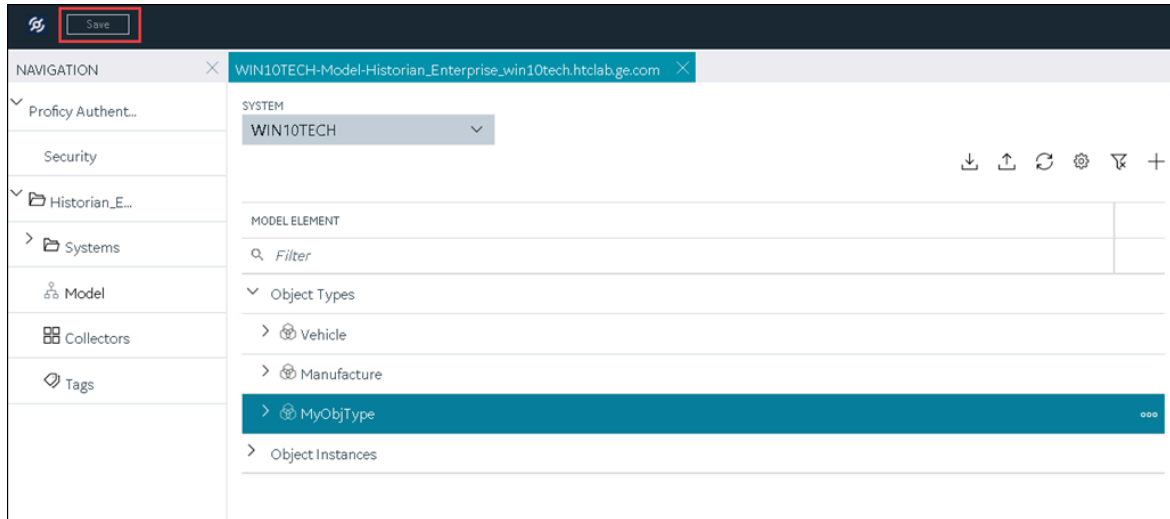 Save
NAVIGATION
WIN10TECH-Model-Historian_Enterprise_win10tech.htclab.ge.com
Proficy Authent...
Security
Historian_E...
Systems
Model
Collectors
Tags
SYSTEM
WIN10TECH
MODEL ELEMENT
Filter
Object Types
Vehicle
Manufacture
MyObjType
Object Instances